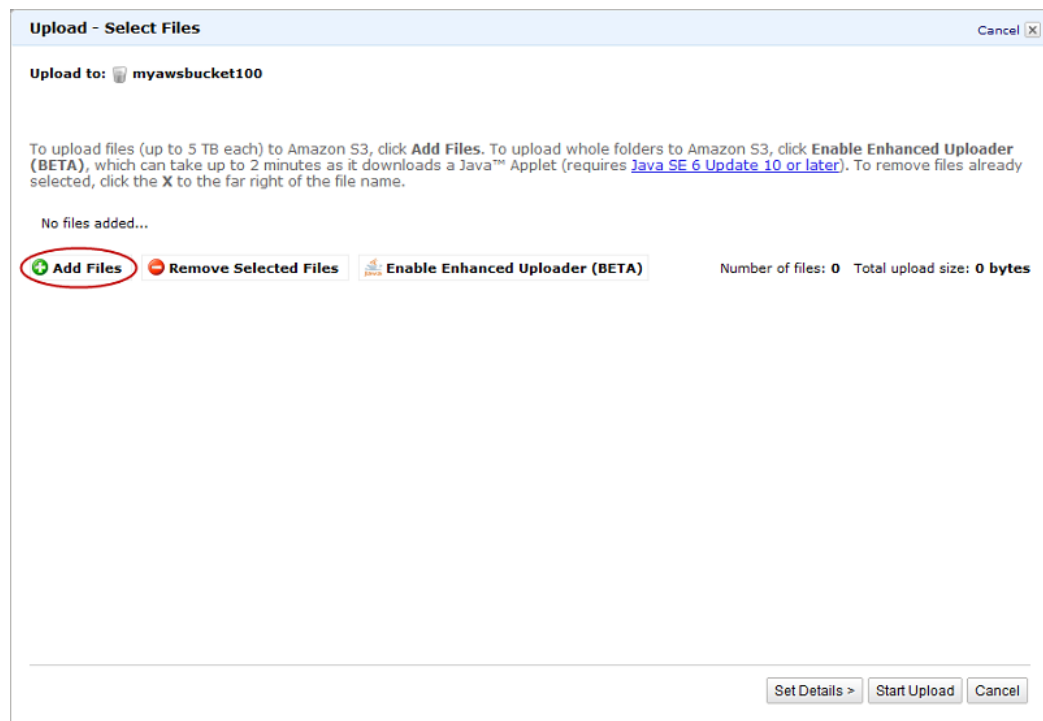 Upload - Select Files
Cancel
Upload to: myawsbucket100
To upload files (up to 5 TB each) to Amazon S3, click Add Files. To upload whole folders to Amazon S3, click Enable Enhanced Uploader
(BETA), which can take up to 2 minutes as it downloads a Java™ Applet (requires Java SE 6 Update 10 or later). To remove files already
selected, click the X to the far right of the file name.
No files added...
Add Files Remove Selected Files Enable Enhanced Uploader (BETA) Number of files: 0 Total upload size: 0 bytes
Set Details > Start Upload Cancel